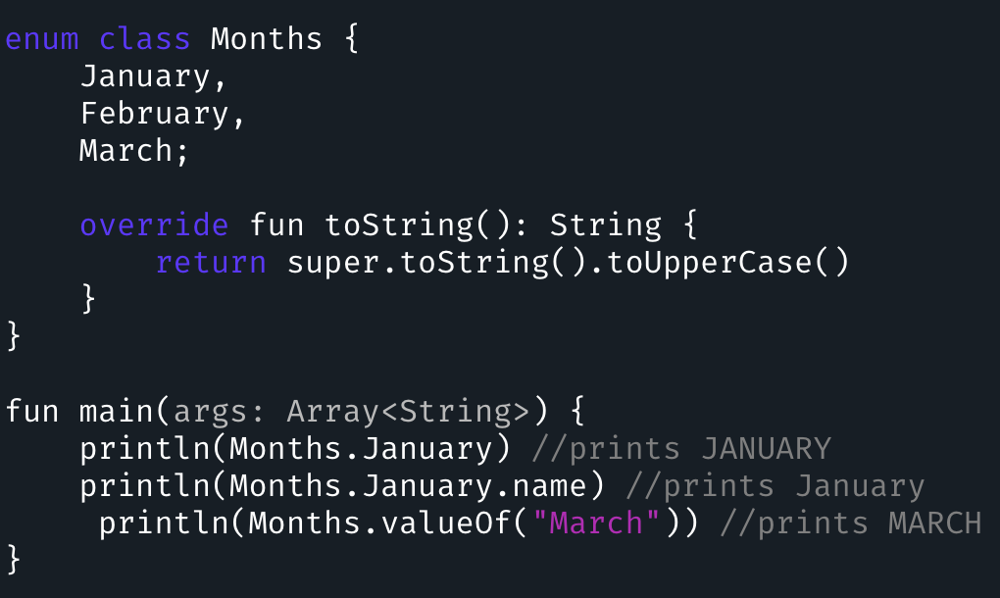 enum class Months {
    January,
    February,
    March;

    override fun toString(): String {
        return super.toString().toUpperCase()
    }
}

fun main(args: Array<String>) {
    println(Months.January) //prints JANUARY
    println(Months.January.name) //prints January
     println(Months.valueOf("March")) //prints MARCH
}